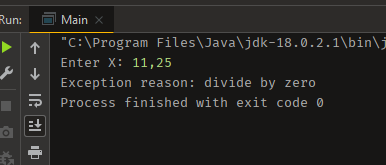 Run:
Main
"C:\Program Files\Java\jdk-18.0.2.1\bin\j
Enter X: 11,25
Exception reason: divide by zero
Process finished with exit code 0